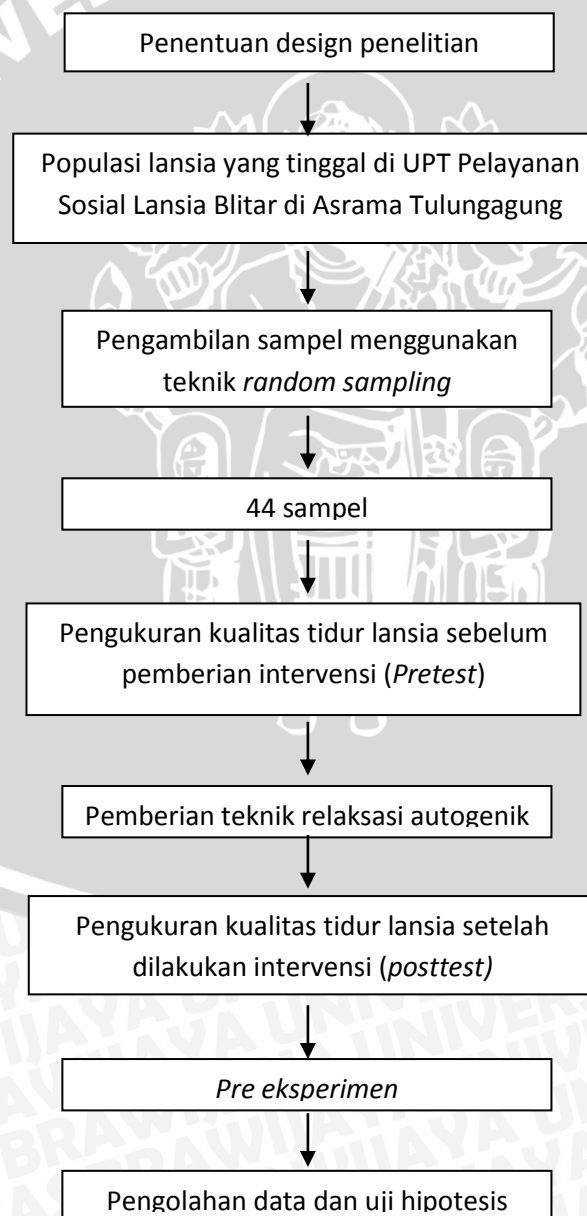 Penentuan design penelitian
Populasi lansia yang tinggal di UPT Pelayanan
Sosial Lansia Blitar di Asrama Tulungagung
Pengambilan sampel menggunakan
teknik random sampling
44 sampel
Pengukuran kualitas tidur lansia sebelum
pemberian intervensi (Pretest)
Pemberian teknik relaksasi autogenik
Pengukuran kualitas tidur lansia setelah
dilakukan intervensi (posttest)
Pre eksperimen
Pengolahan data dan uji hipotesis